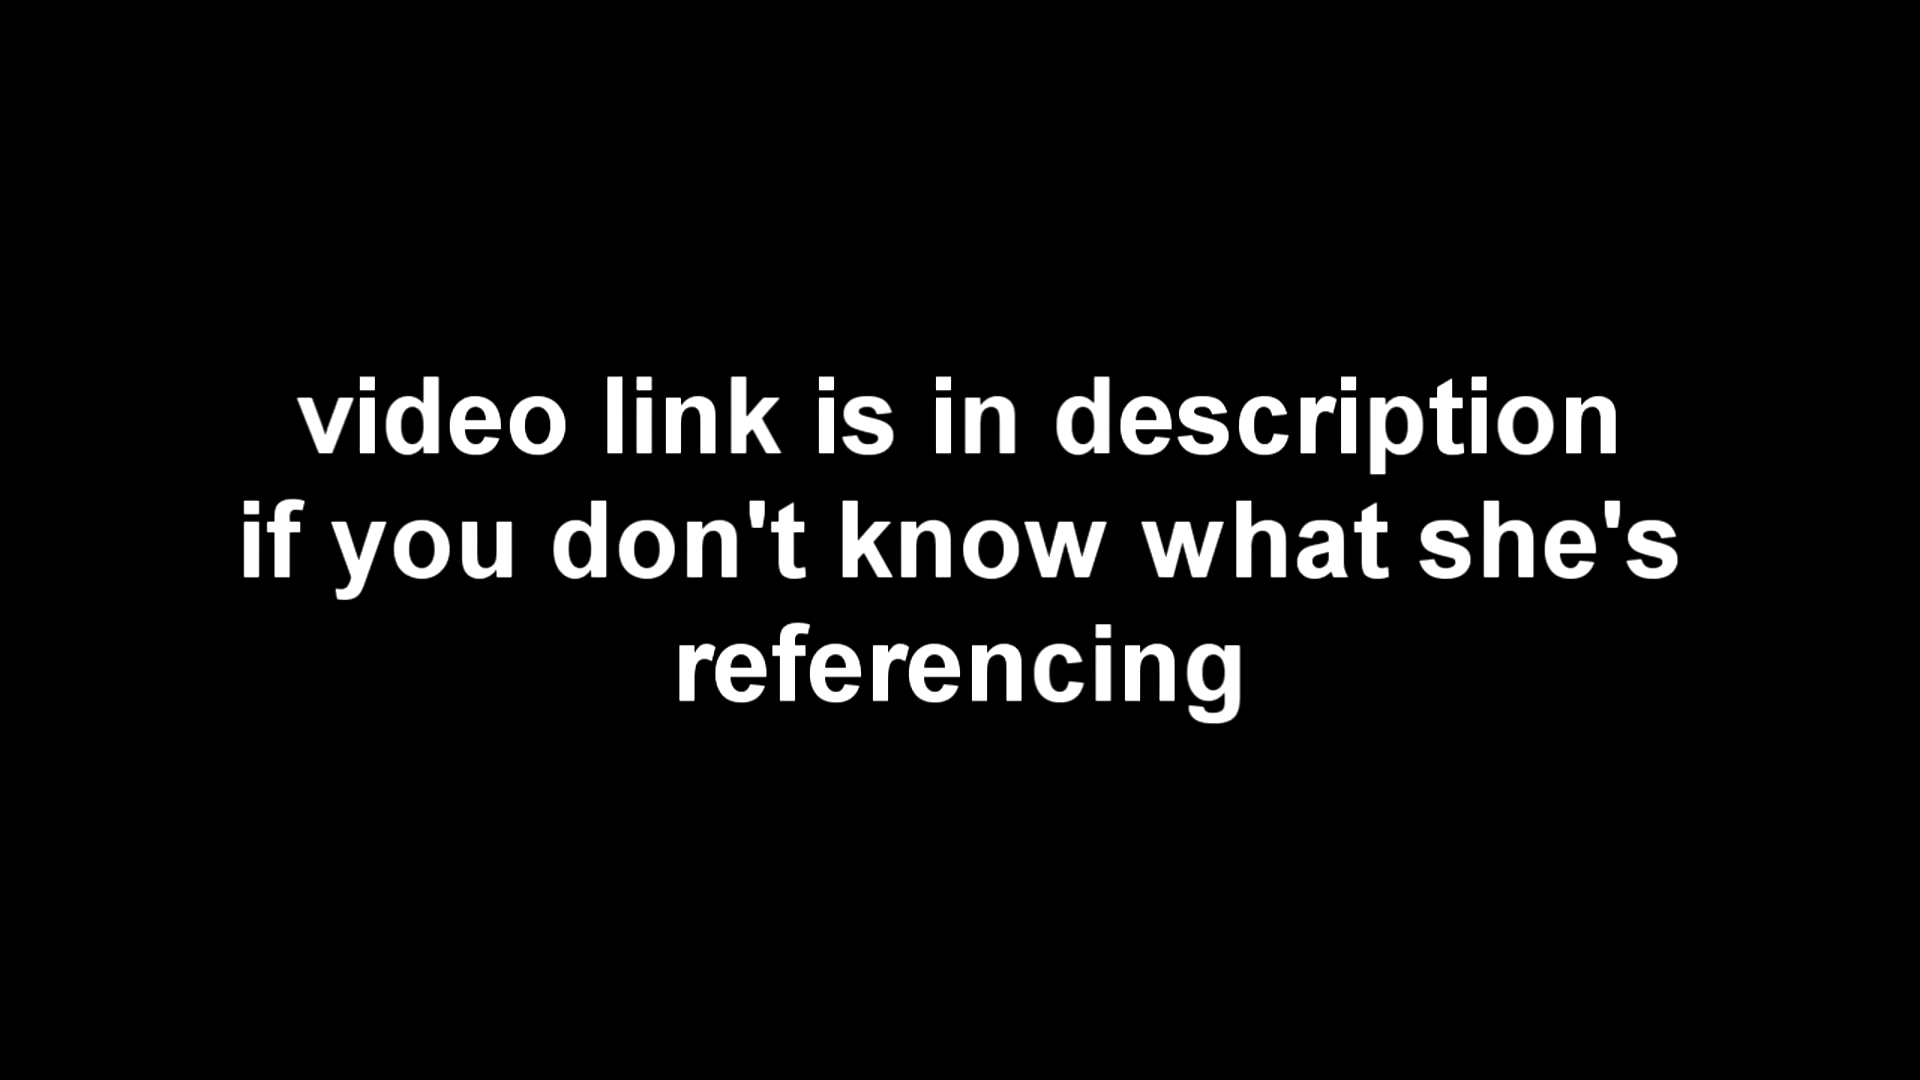 video link is in description
if you don't know what she's
referencing